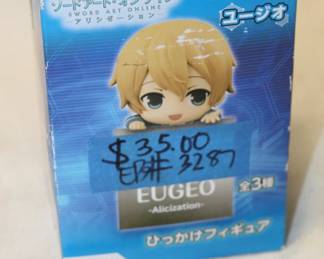 ソードアート・オンライン
SWORD ART ONLINE
アリシゼーション
ユージオ
$35.00
EB#3287
EUGEO
-Alicization-
全3種
ひっかけフィギュア